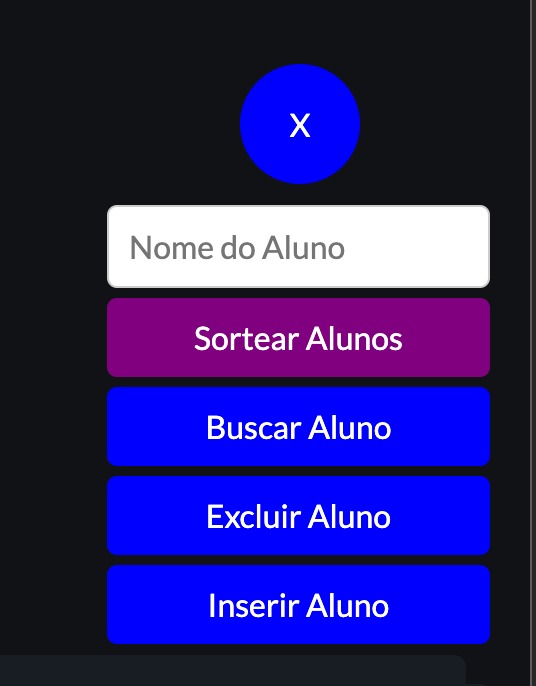 X
Nome do Aluno
Sortear Alunos
Buscar Aluno
Excluir Aluno
Inserir Aluno